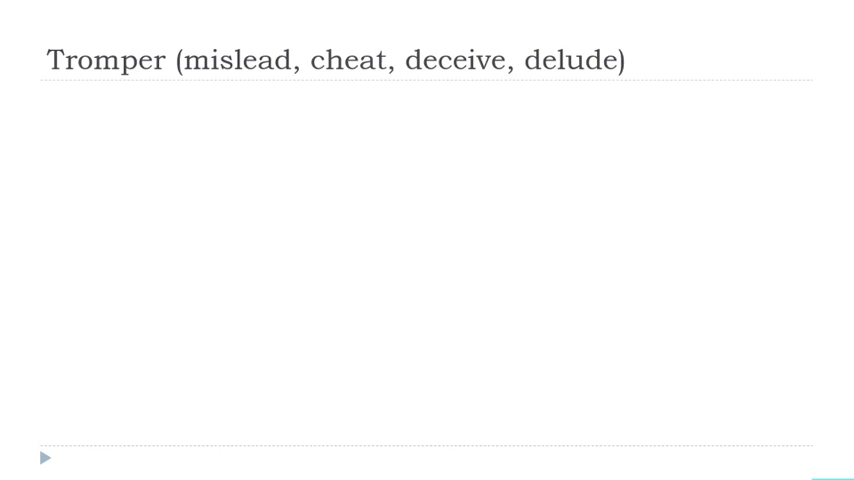 Tromper (mislead, cheat, deceive, delude)